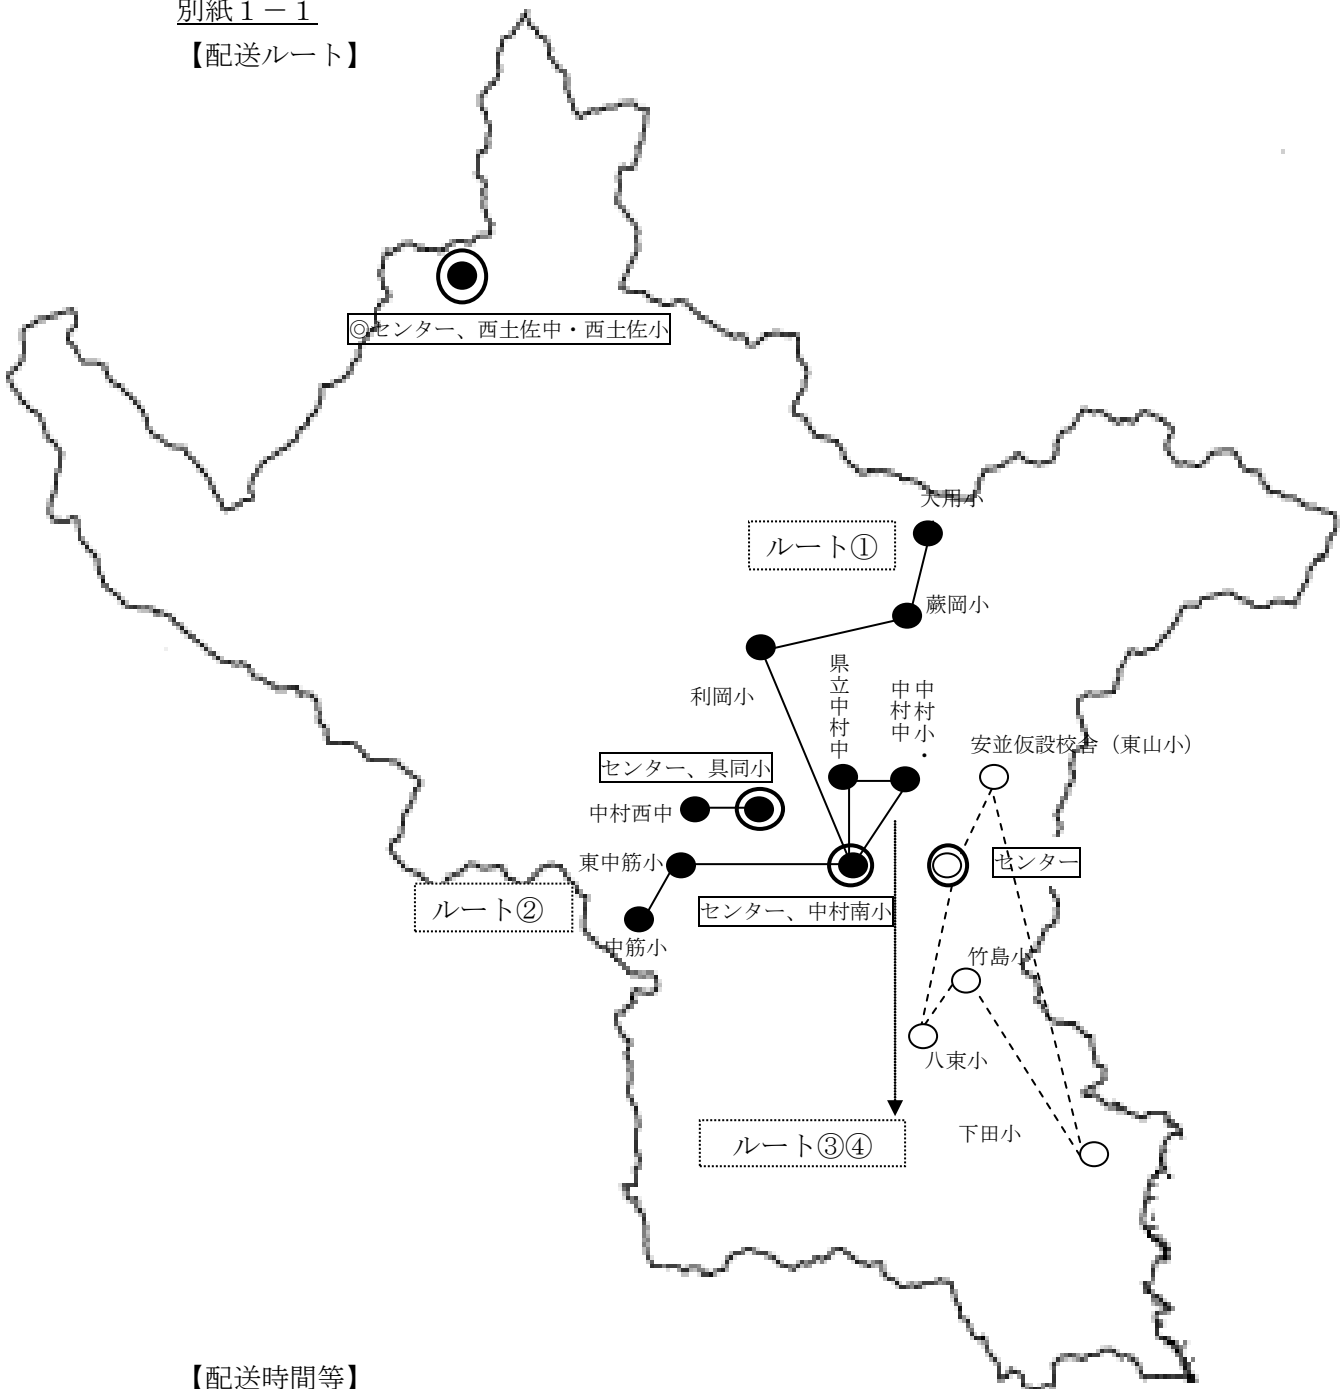 別紙１－１
【配送ルート】
◎センター、西土佐中・西土佐小
大用小
ルート①
蕨岡小
利岡小
県立中村中
中村小・
中村中
安並仮設校舎（東山小）
センター、具同小
中村西中
東中筋小
センター
ルート②
センター、中村南小
中筋小
竹島小
八束小
ルート③④
下田小
【配送時間等】